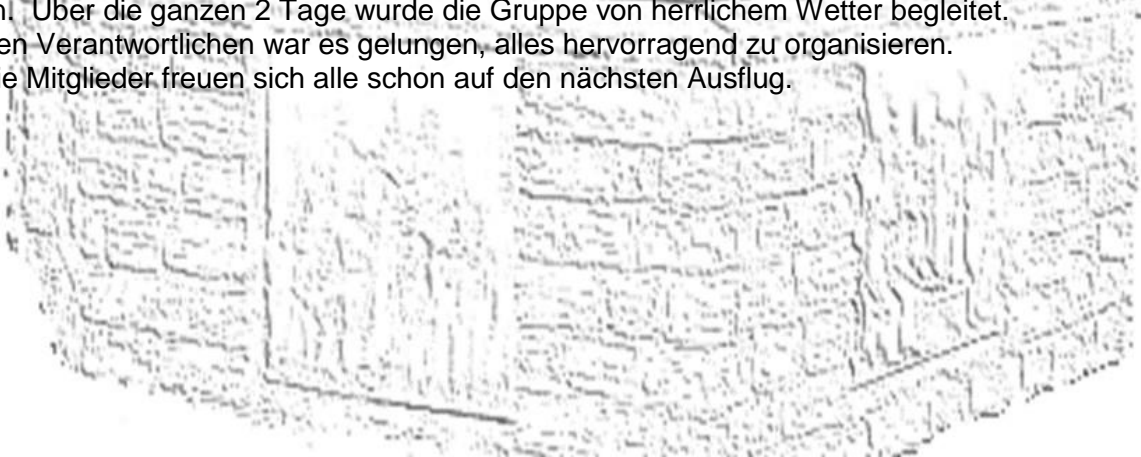 n. Über die ganzen 2 Tage wurde die Gruppe von herrlichem Wetter begleitet.
en Verantwortlichen war es gelungen, alles hervorragend zu organisieren.
ie Mitglieder freuen sich alle schon auf den nächsten Ausflug.